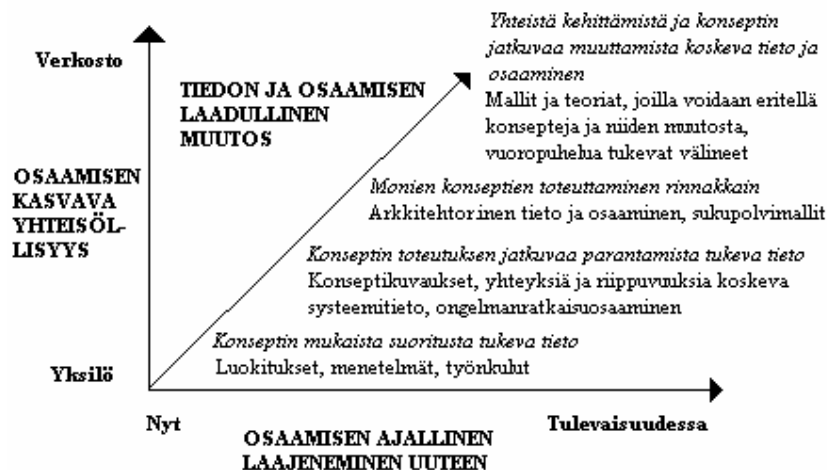 Yhteistä kehittämistä ja konseptin
jatkuvaa muuttamista koskeva tieto ja
osaaminen
Mallit ja teoriat, joilla voidaan eritellä
konsepteja ja niiden muutosta,
vuoropuhelua tukevat välineet
Verkosto
TIEDON JA OSAAMISEN
LAADULLINEN
MUUTOS
OSAAMISEN
KASVAVA
YHTEISÖL-
LISYYS
Monien konseptien toteuttaminen rinnakkain
Arkkitehtorinen tieto ja osaaminen, sukupolvimallit
Konseptin toteutuksen jatkuvaa parantamista tukeva tieto
Konseptikuvaukset, yhteyksiä ja riippuvuuksia koskeva
systeemitieto, ongelmanratkaisuosaaminen
Konseptin mukaista suoritusta tukeva tieto
Luokitukset, menetelmät, työnkulut
Yksilö
Nyt
Tulevaisuudessa
OSAAMISEN AJALLINEN
LAAJENEMINEN UUTEEN